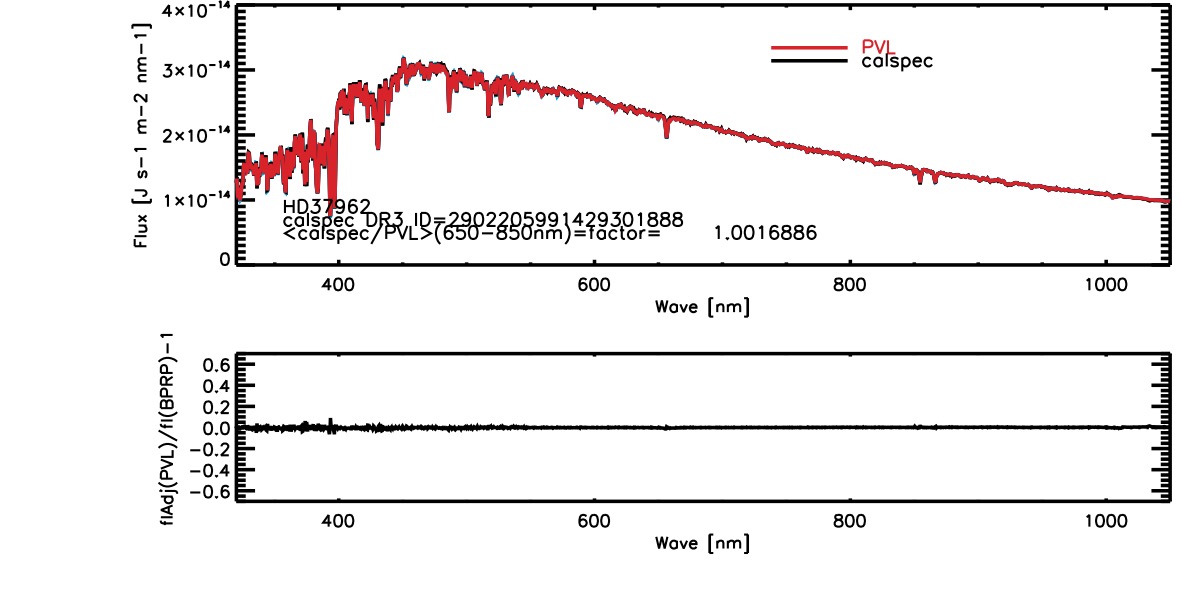 4×10−14
3×10−14
2×10−14
1×10−14
0
Flux [J s−1 m−2 nm−1]
PVL
calspec
HD37962
calspec DR3 ID=2902205991429301888
<calspec/PVL>(650−850nm)=factor= 1.0016886
400 600 800 1000
Wave [nm]
0.6
0.4
0.2
0.0
−0.2
−0.4
−0.6
flAdj(PVL)/fl(BPRP)−1
400 600 800 1000
Wave [nm]